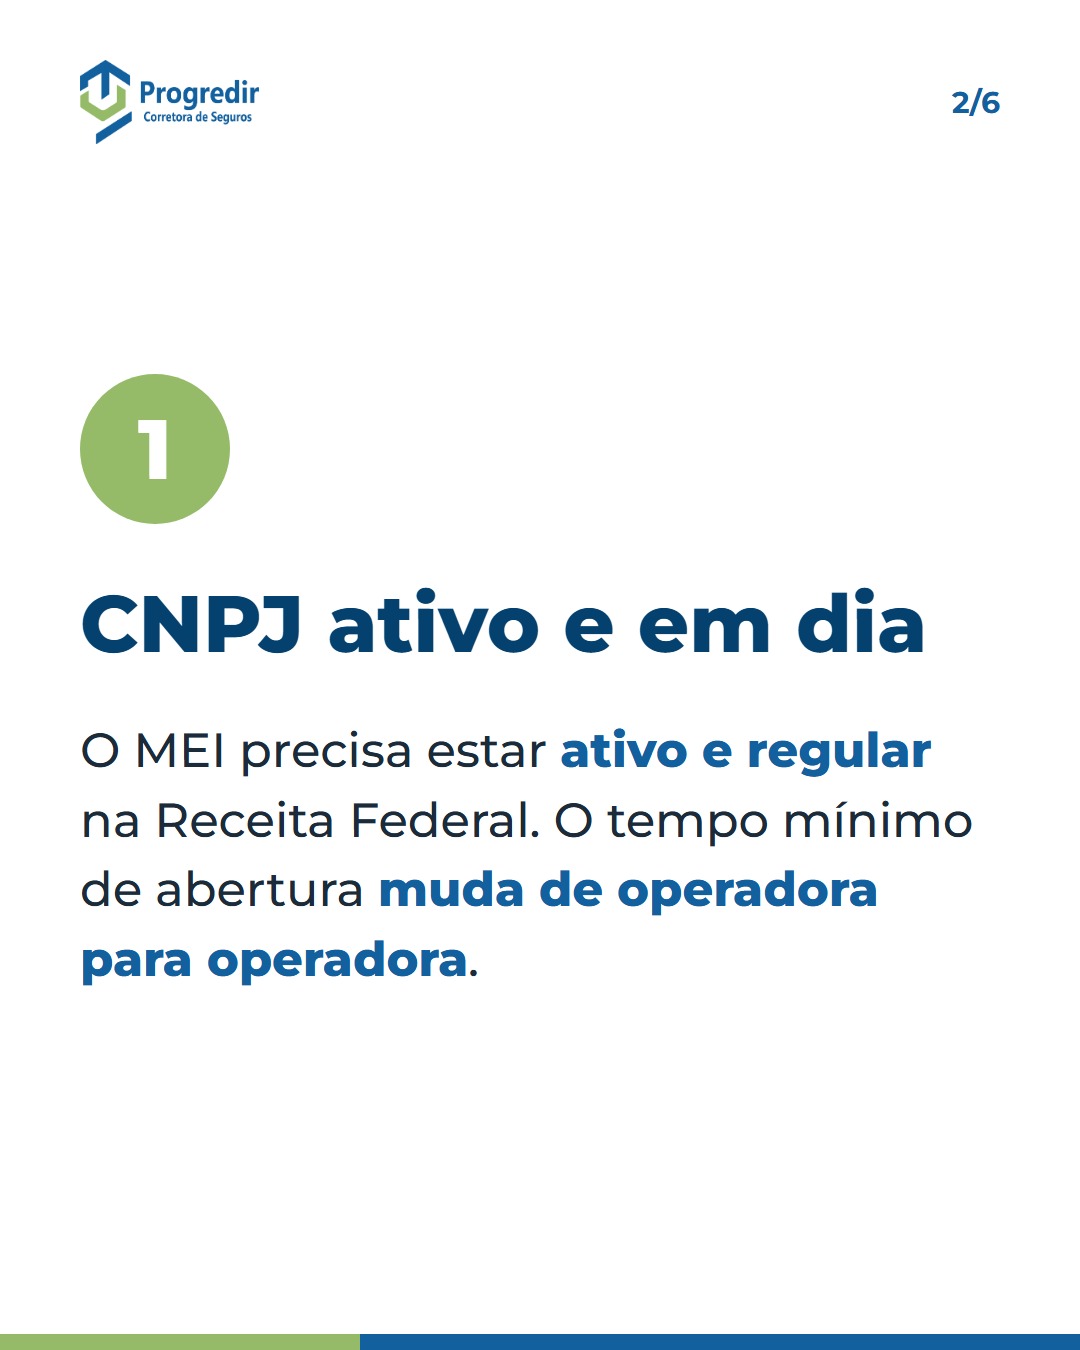 Progredir
Corretora de Seguros
2/6
1
CNPJ ativo e em dia
O MEI precisa estar ativo e regular
na Receita Federal. O tempo mínimo
de abertura muda de operadora
para operadora.